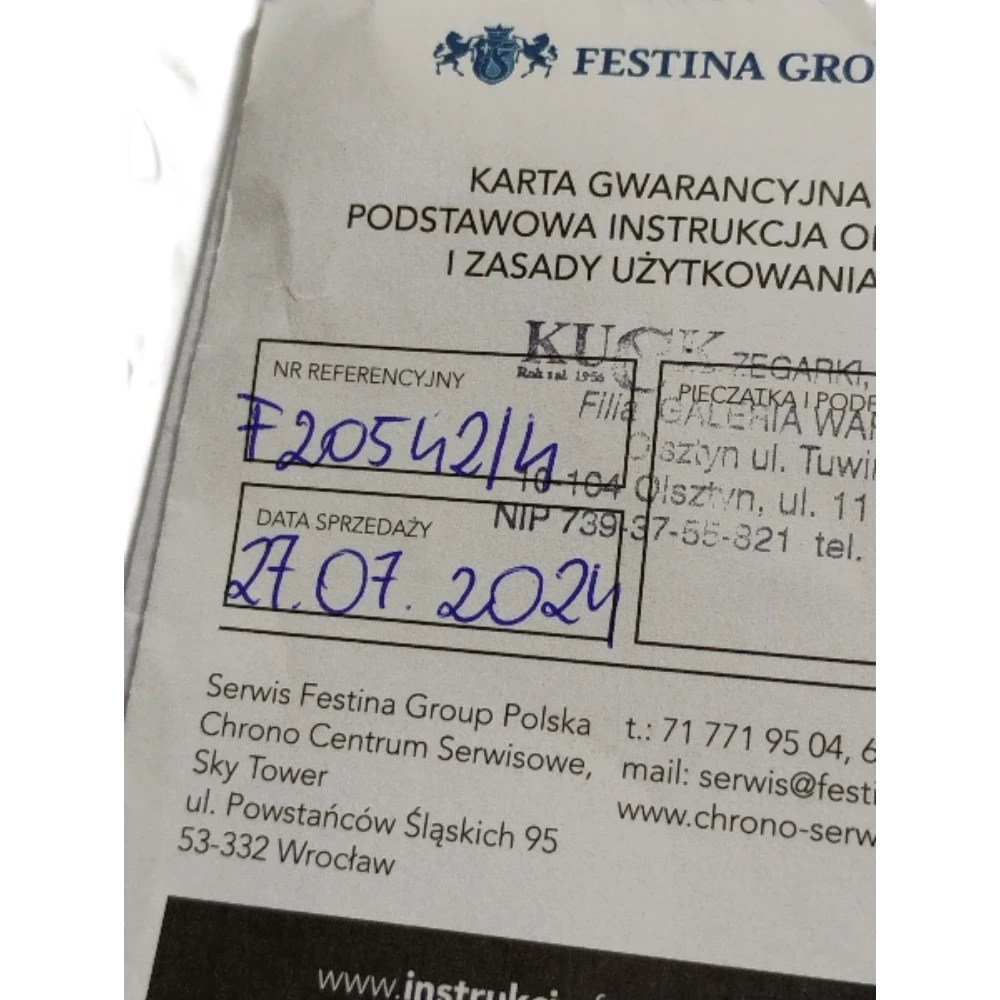 FESTINA GRO
KARTA GWARANCYJNA
PODSTAWOWA INSTRUKCJA
I ZASADY UŻYTKOWANIA
KUCK ZEGARKI,
Rok zał. 1956
NR REFERENCYJNY
F20542/4
PIECZĄTKA I PODP
Filia GALERIA WAR
Olsztyn ul. Tuwi
10-104 Olsztyn, ul. 11
NIP 739-37-55-821 tel.
DATA SPRZEDAŻY
27.07.2024
Serwis Festina Group Polska
Chrono Centrum Serwisowe,
Sky Tower
ul. Powstańców Śląskich 95
53-332 Wrocław
t.: 71 771 95 04, 6
mail: serwis@festi
www.chrono-serw
www.instrukcj